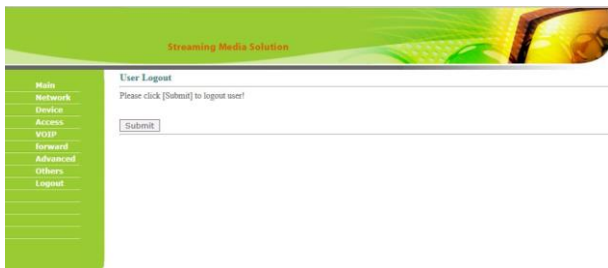 Streaming Media Solution
Main
Network
Device
Access
VOIP
forward
Advanced
Others
Logout
User Logout
Please click [Submit] to logout user!
Submit